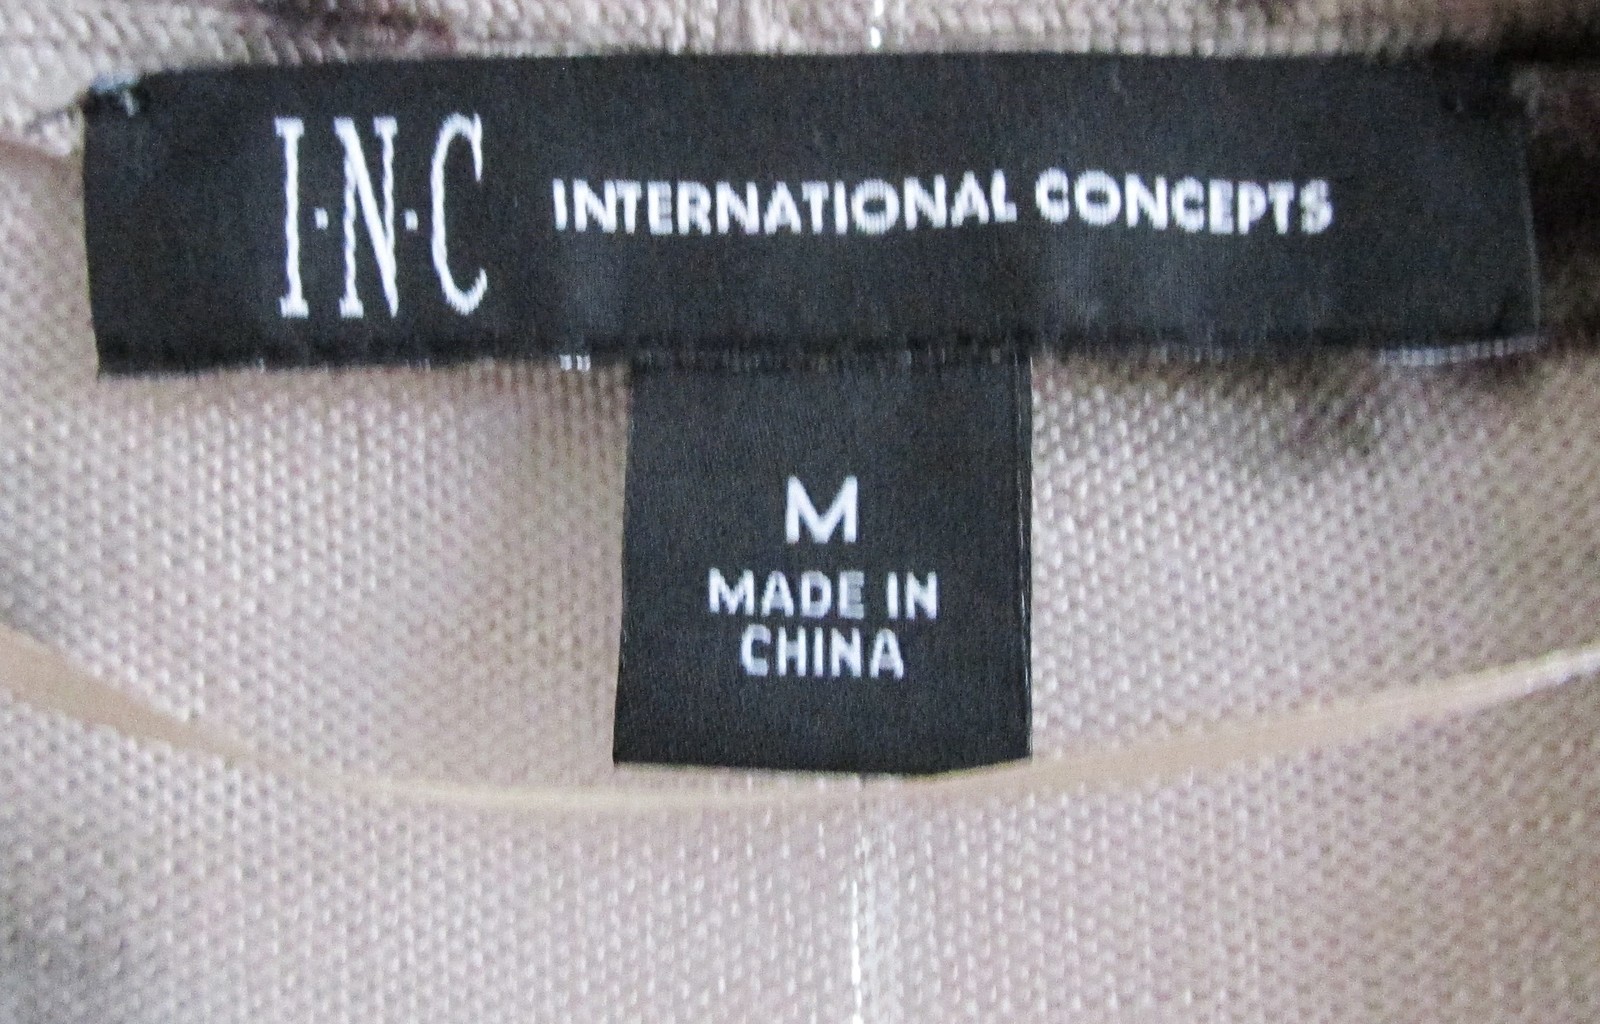 I·N·C INTERNATIONAL CONCEPTS
M
MADE IN
CHINA